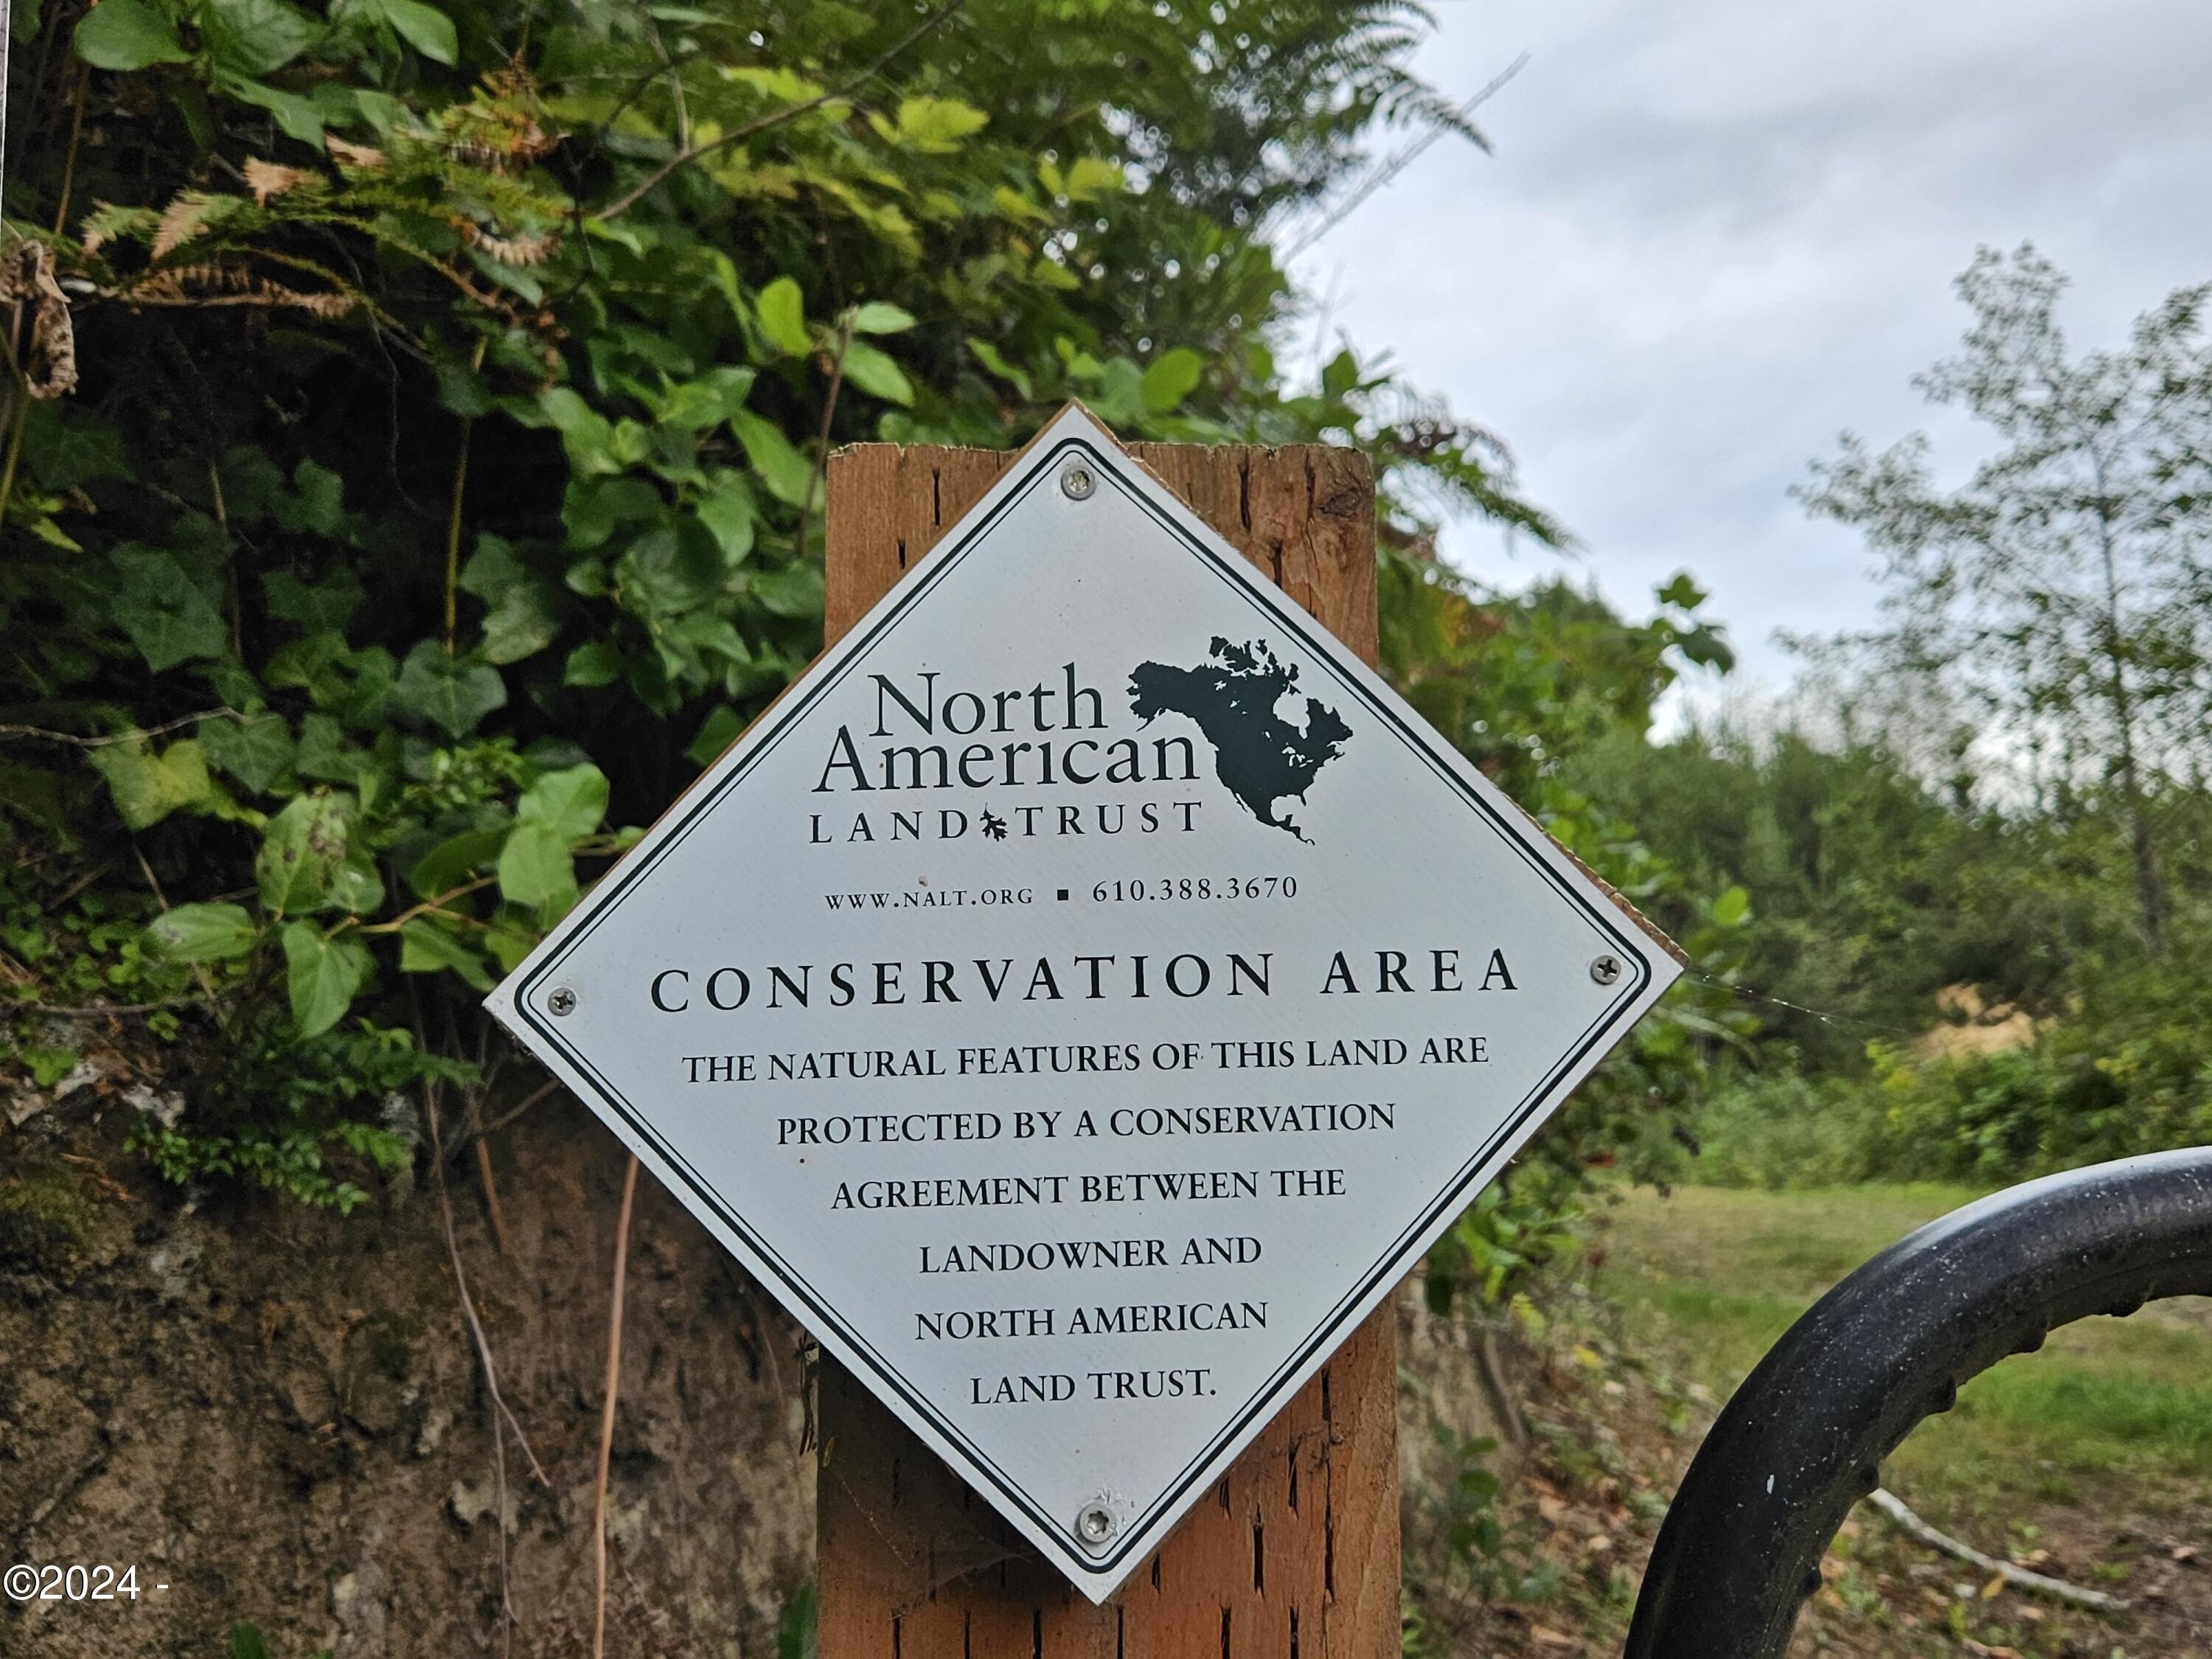 North
American
LAND TRUST
WWW.NALT.ORG ▪ 610.388.3670
CONSERVATION AREA
THE NATURAL FEATURES OF THIS LAND ARE
PROTECTED BY A CONSERVATION
AGREEMENT BETWEEN THE
LANDOWNER AND
NORTH AMERICAN
LAND TRUST.
©2024 -